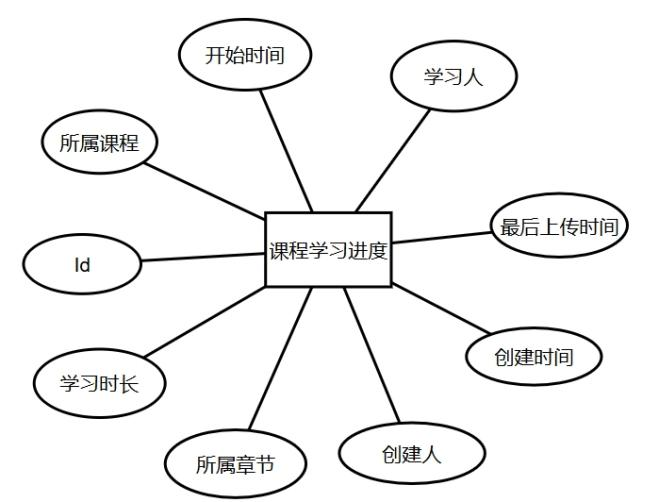 开始时间
学习人
所属课程
最后上传时间
课程学习进度
Id
创建时间
学习时长
创建人
所属章节